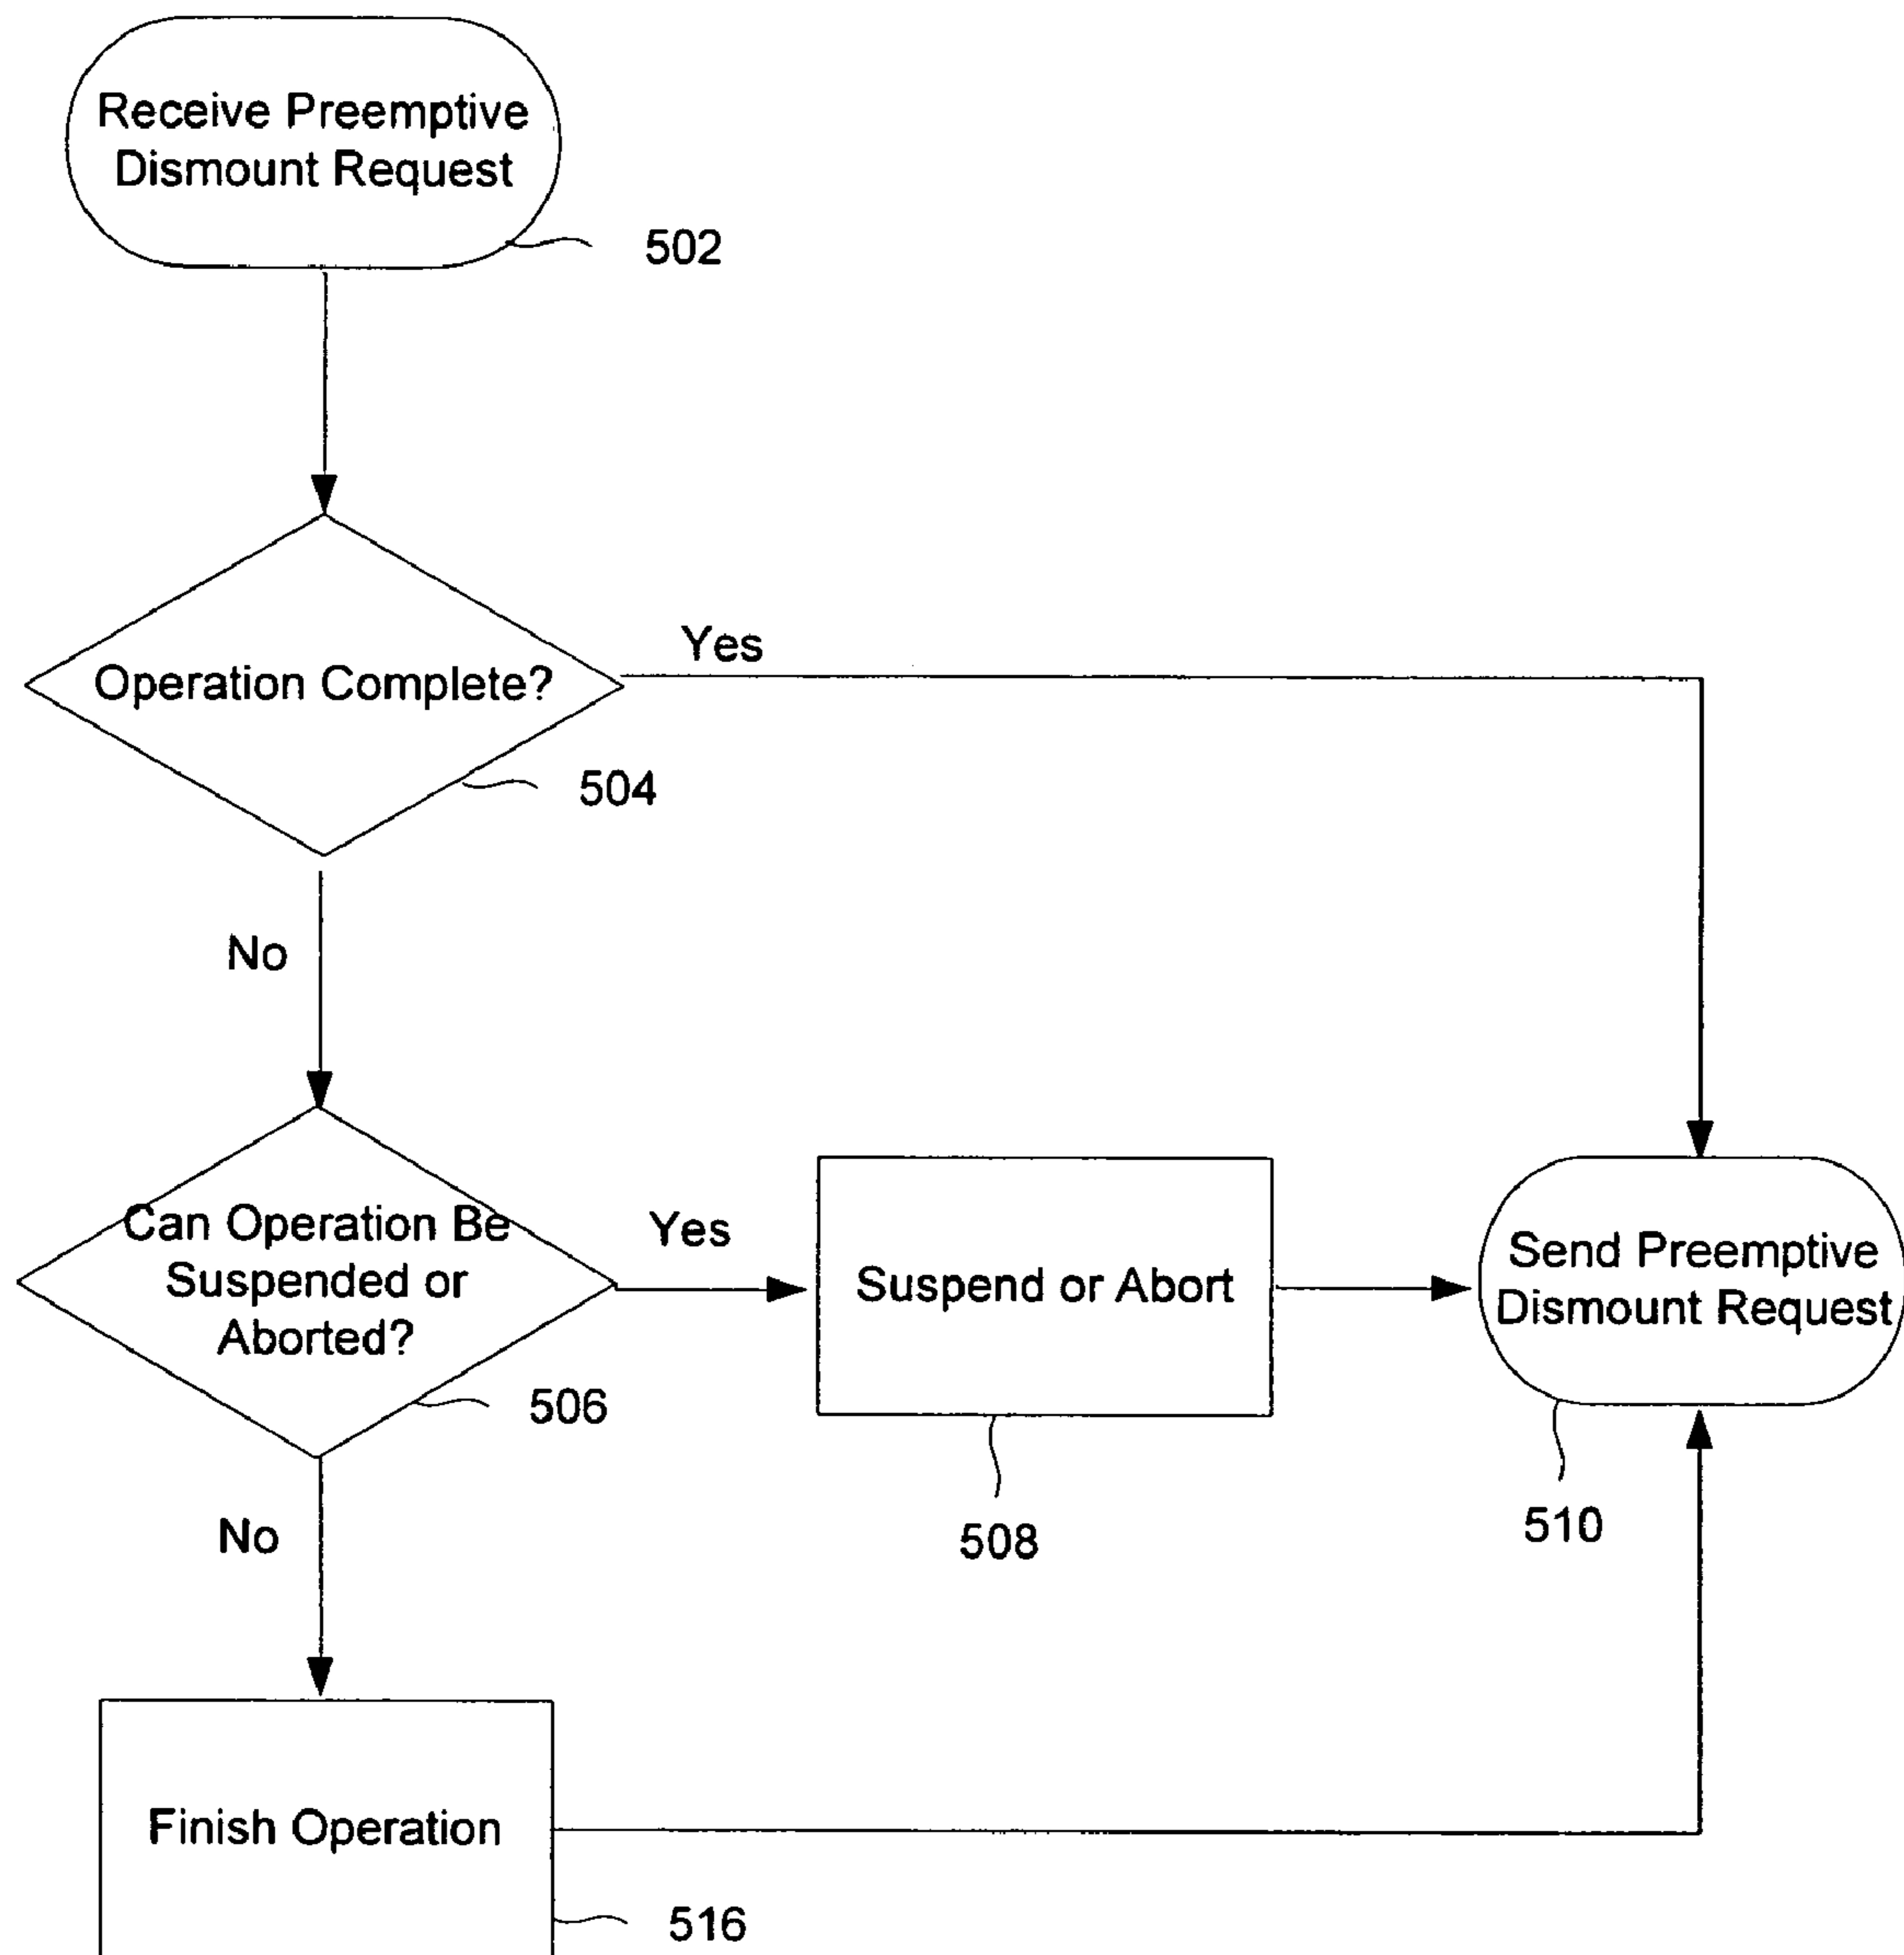 Receive Preemptive
Dismount Request
502
Operation Complete?
Yes
504
No
Can Operation Be
Suspended or
Aborted?
Yes
506
Suspend or Abort
508
Send Preemptive
Dismount Request
510
No
Finish Operation
516